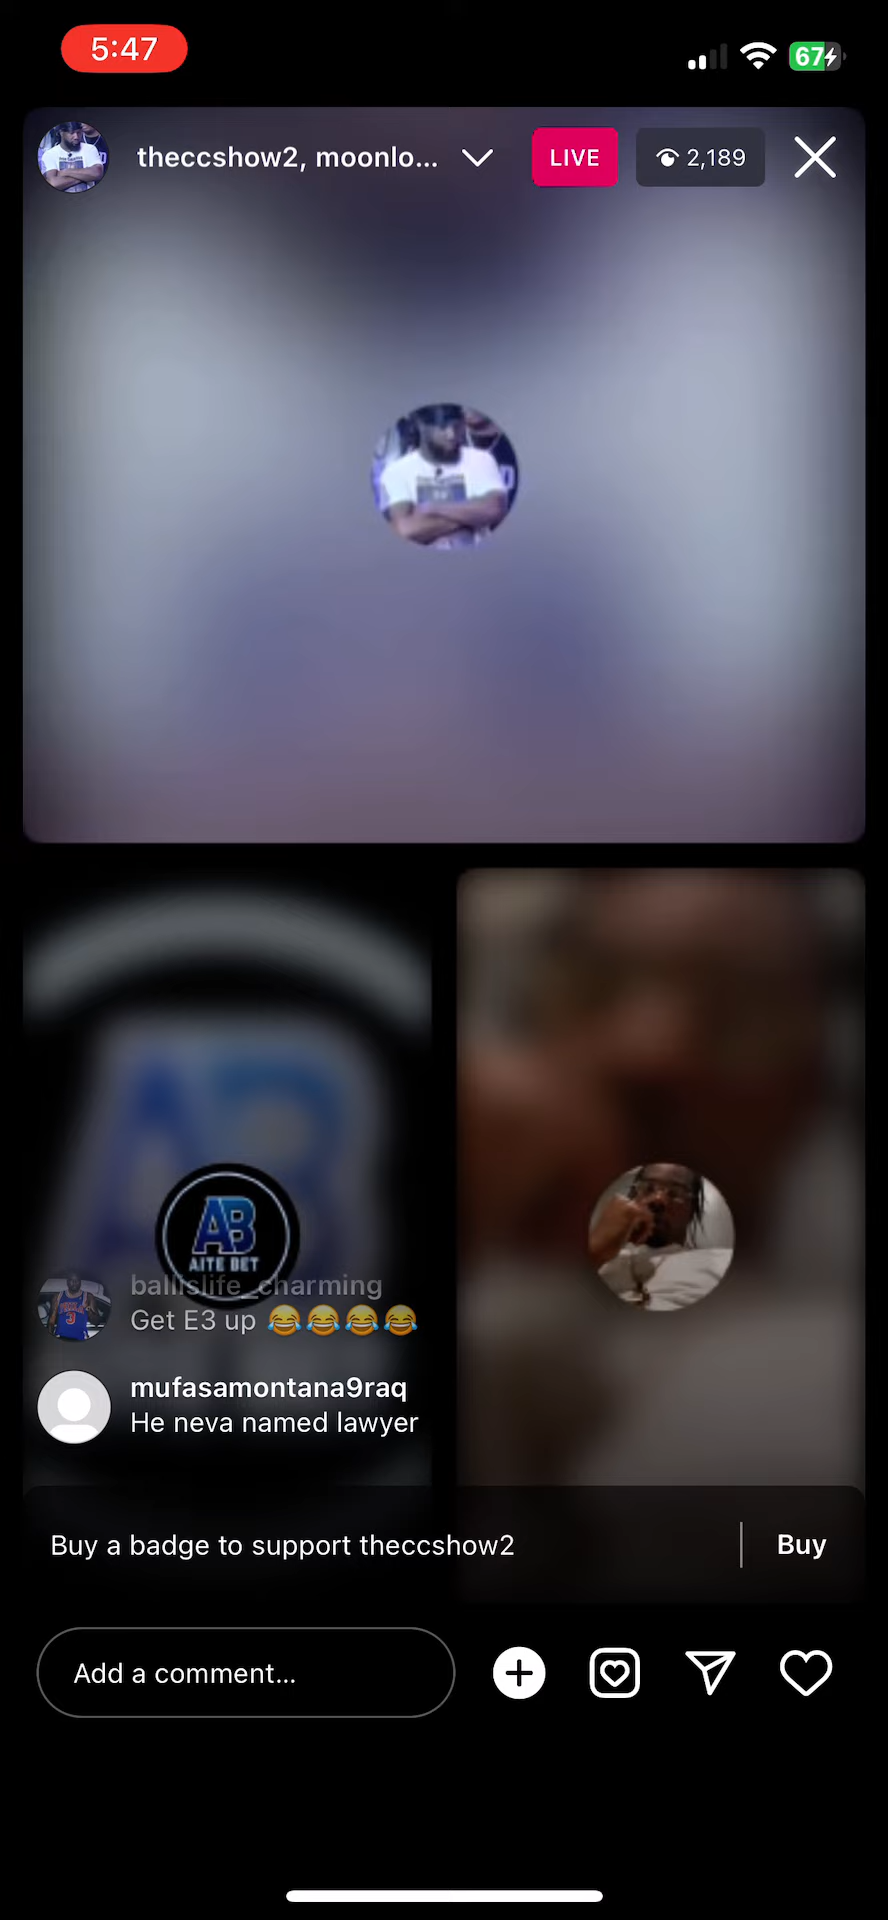 5:47
67
theccshow2, moonlo...
LIVE
2,189
AB
AITE BET
ballislife_charming
Get E3 up 😂😂😂😂
mufasamontana9raq
He neva named lawyer
Buy a badge to support theccshow2
Buy
Add a comment...